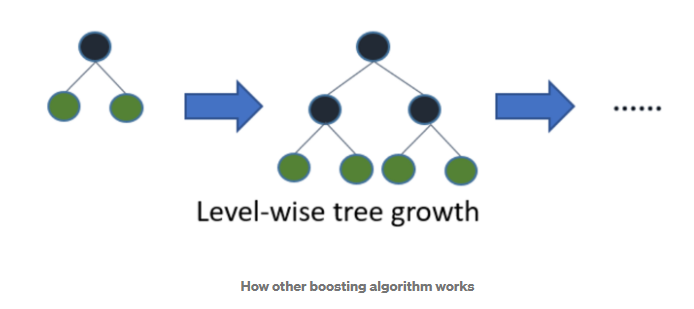 ......
Level-wise tree growth
How other boosting algorithm works